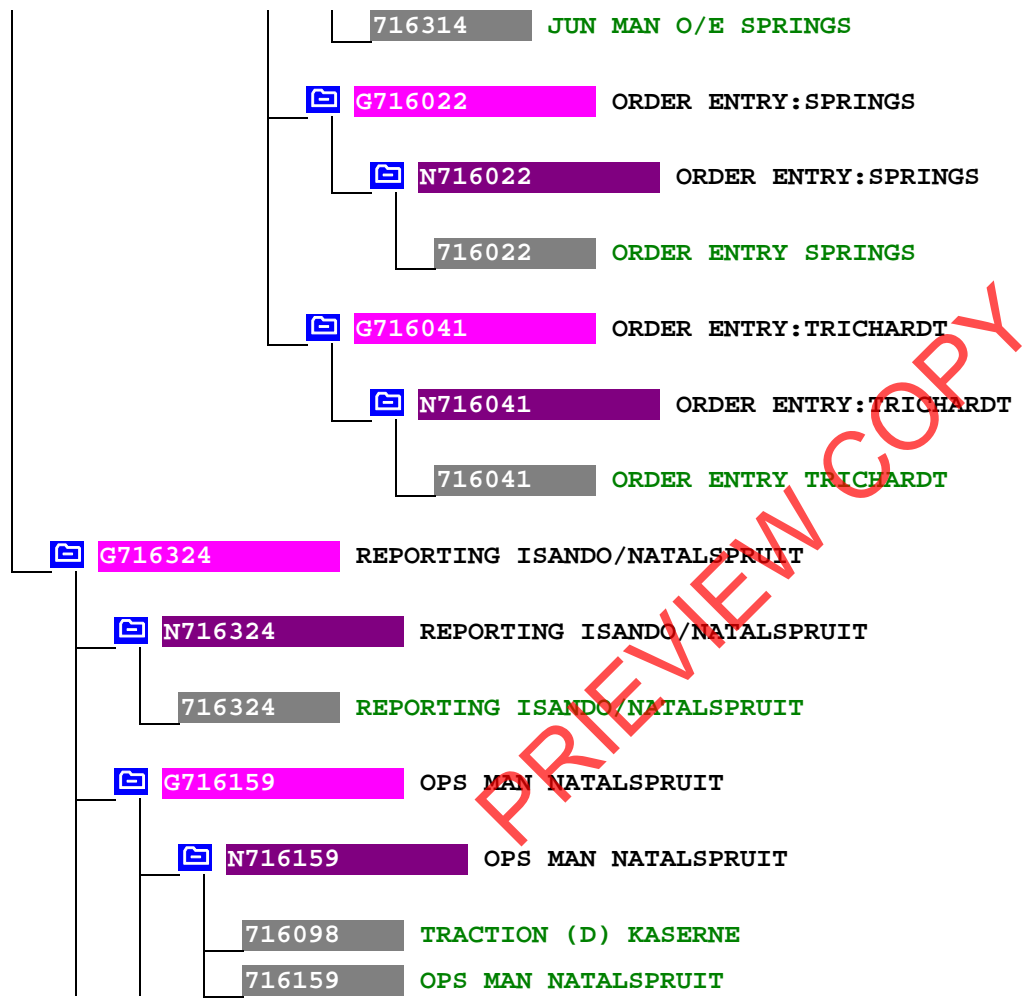 716314 JUN MAN O/E SPRINGS
G716022 ORDER ENTRY:SPRINGS
N716022 ORDER ENTRY:SPRINGS
716022 ORDER ENTRY SPRINGS
G716041 ORDER ENTRY:TRICHARDT
N716041 ORDER ENTRY:TRICHARDT
716041 ORDER ENTRY TRICHARDT
G716324 REPORTING ISANDO/NATALSPRUIT
N716324 REPORTING ISANDO/NATALSPRUIT
716324 REPORTING ISANDO/NATALSPRUIT
G716159 OPS MAN NATALSPRUIT
N716159 OPS MAN NATALSPRUIT
716098 TRACTION (D) KASERNE
716159 OPS MAN NATALSPRUIT
PRIEVIEW COPY